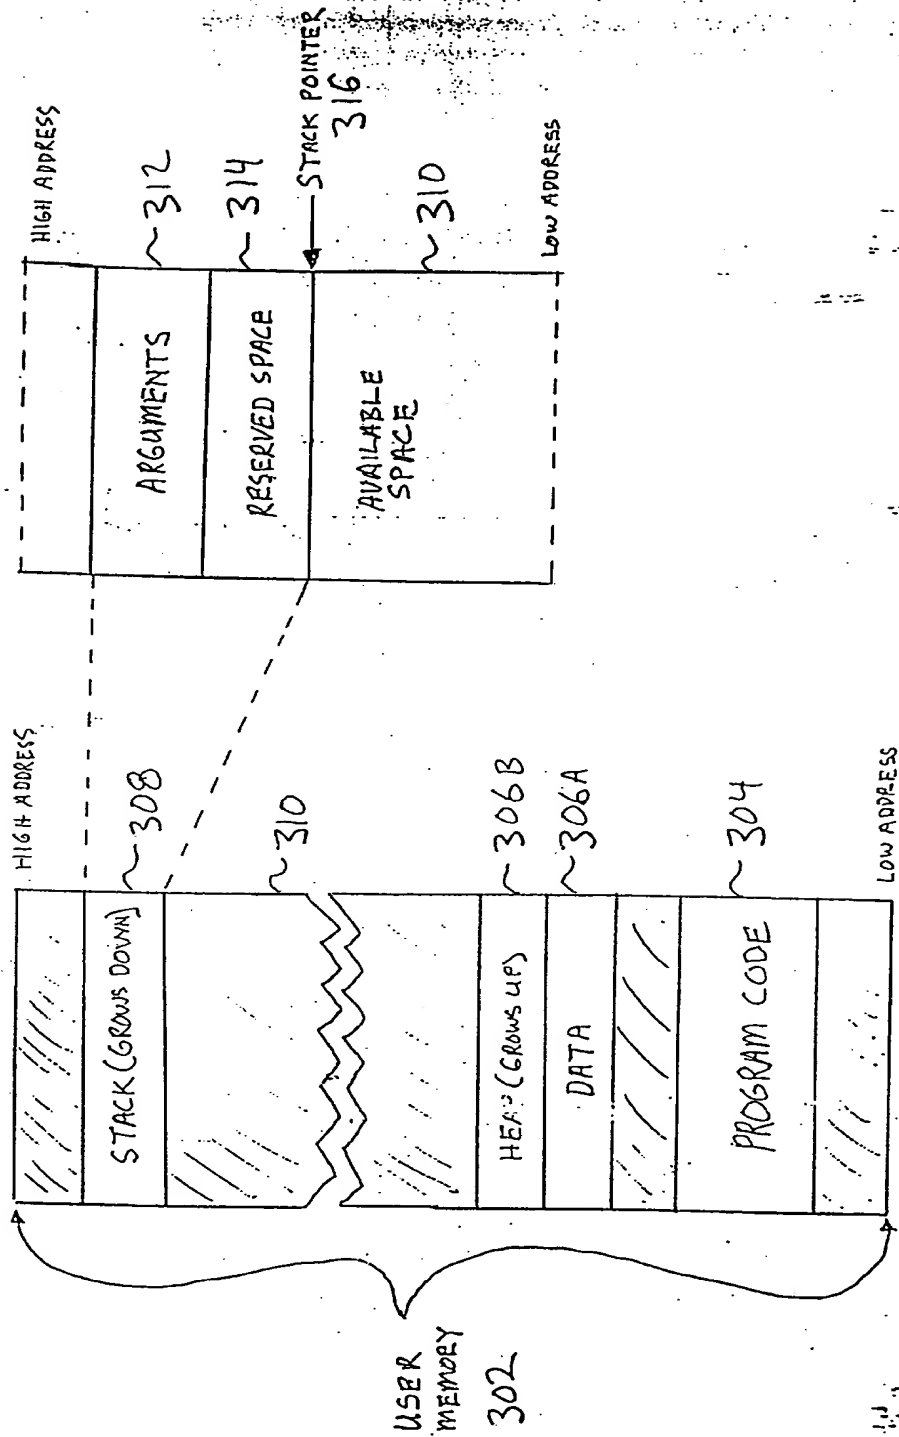 USER
MEMORY
302
HIGH ADDRESS
STACK (GROWS DOWN)
308
310
HEAP (GROWS UP)
306B
DATA
306A
PROGRAM CODE
304
LOW ADDRESS
HIGH ADDRESS
ARGUMENTS
312
RESERVED SPACE
314
STACK POINTER
316
AVAILABLE
SPACE
310
LOW ADDRESS